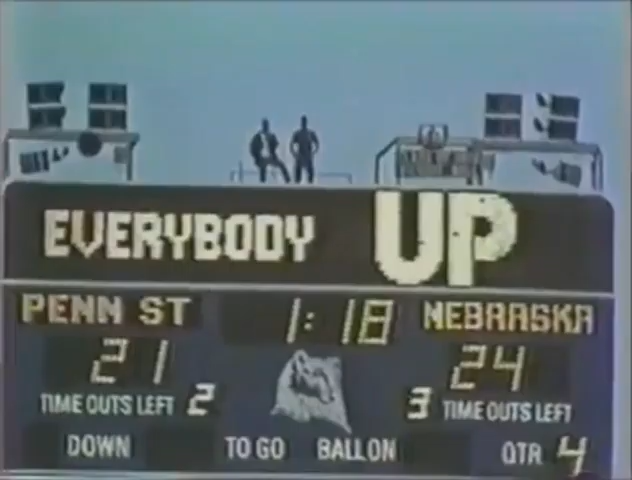 EVERYBODY UP
PENN ST 1:18 NEBRASKA
21 24
TIME OUTS LEFT 2 3 TIME OUTS LEFT
DOWN TO GO BALL ON QTR 4